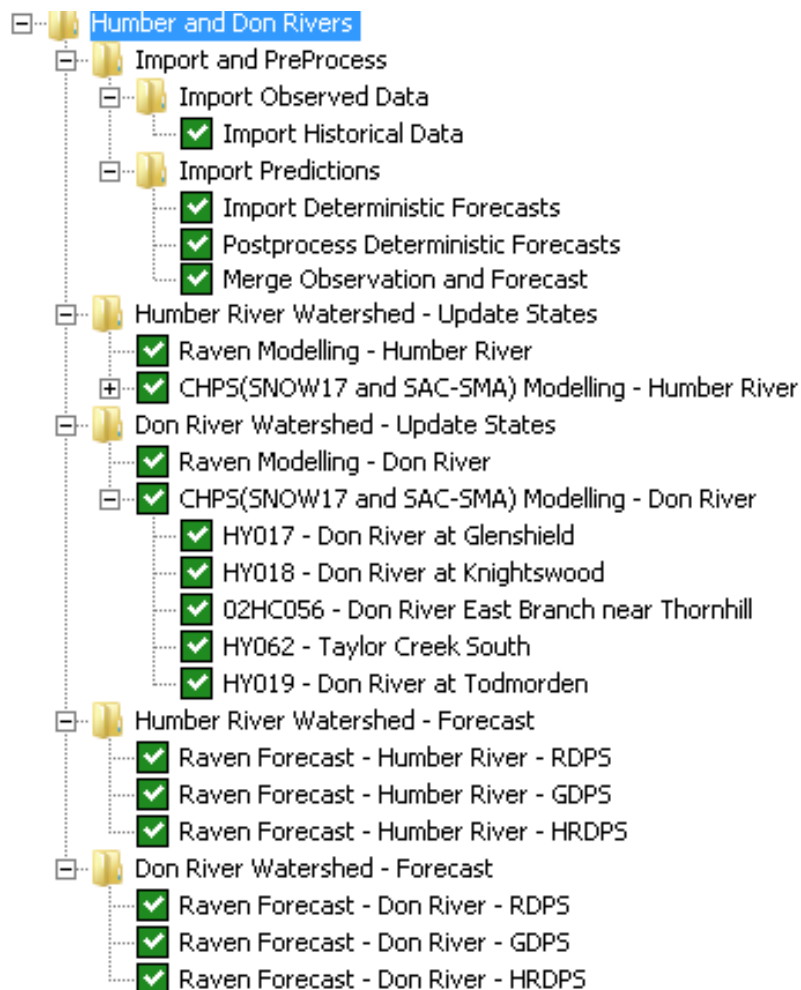 Humber and Don Rivers
Import and PreProcess
Import Observed Data
Import Historical Data
Import Predictions
Import Deterministic Forecasts
Postprocess Deterministic Forecasts
Merge Observation and Forecast
Humber River Watershed - Update States
Raven Modelling - Humber River
CHPS(SNOW17 and SAC-SMA) Modelling - Humber River
Don River Watershed - Update States
Raven Modelling - Don River
CHPS(SNOW17 and SAC-SMA) Modelling - Don River
HY017 - Don River at Glenshield
HY018 - Don River at Knightswood
02HC056 - Don River East Branch near Thornhill
HY062 - Taylor Creek South
HY019 - Don River at Todmorden
Humber River Watershed - Forecast
Raven Forecast - Humber River - RDPS
Raven Forecast - Humber River - GDPS
Raven Forecast - Humber River - HRDPS
Don River Watershed - Forecast
Raven Forecast - Don River - RDPS
Raven Forecast - Don River - GDPS
Raven Forecast - Don River - HRDPS